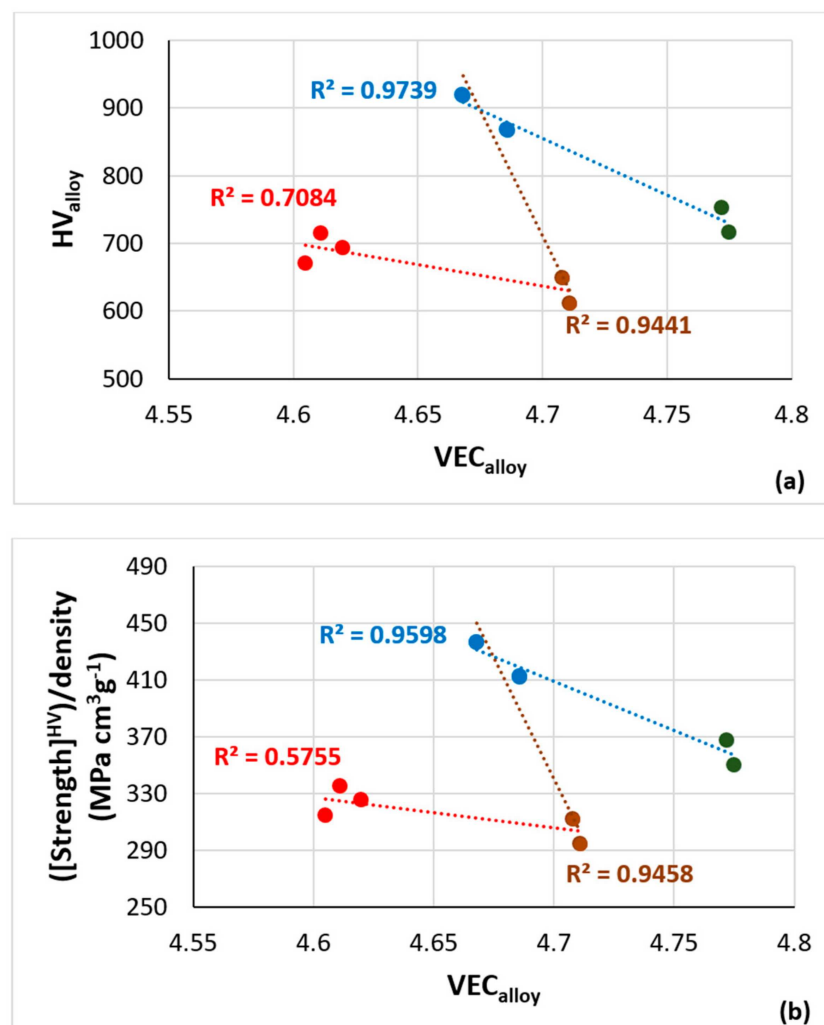 1000
900
800
700
600
500
HV_alloy
R² = 0.9739
R² = 0.7084
R² = 0.9441
4.55 4.6 4.65 4.7 4.75 4.8
VEC_alloy
(a)
490
450
410
370
330
290
250
([Strength]^HV)/density
(MPa cm³g⁻¹)
R² = 0.9598
R² = 0.5755
R² = 0.9458
4.55 4.6 4.65 4.7 4.75 4.8
VEC_alloy
(b)